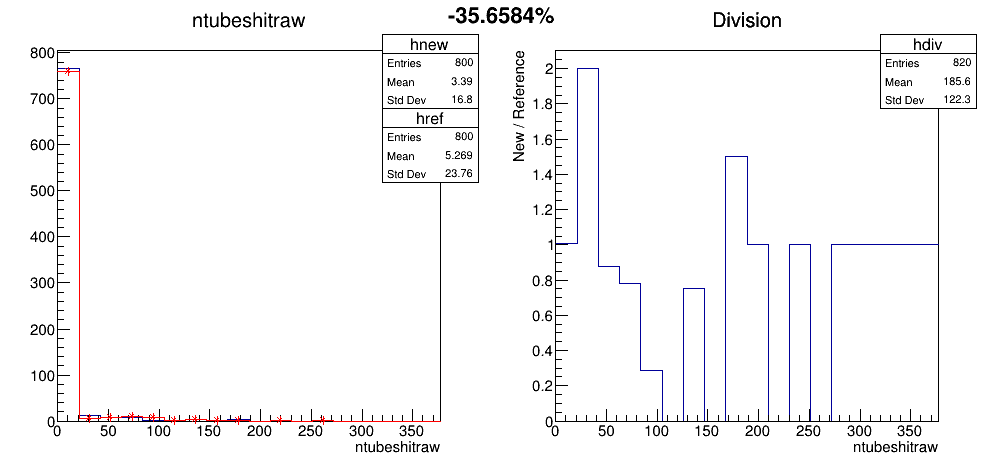 -35.6584%
ntubeshitraw
hnew
Entries 800
Mean 3.39
Std Dev 16.8
href
Entries 800
Mean 5.269
Std Dev 23.76
800
700
600
500
400
300
200
100
0
0 50 100 150 200 250 300 350
ntubeshitraw
Division
hdiv
Entries 820
Mean 185.6
Std Dev 122.3
New / Reference
2
1.8
1.6
1.4
1.2
1
0.8
0.6
0.4
0.2
0
0 50 100 150 200 250 300 350
ntubeshitraw